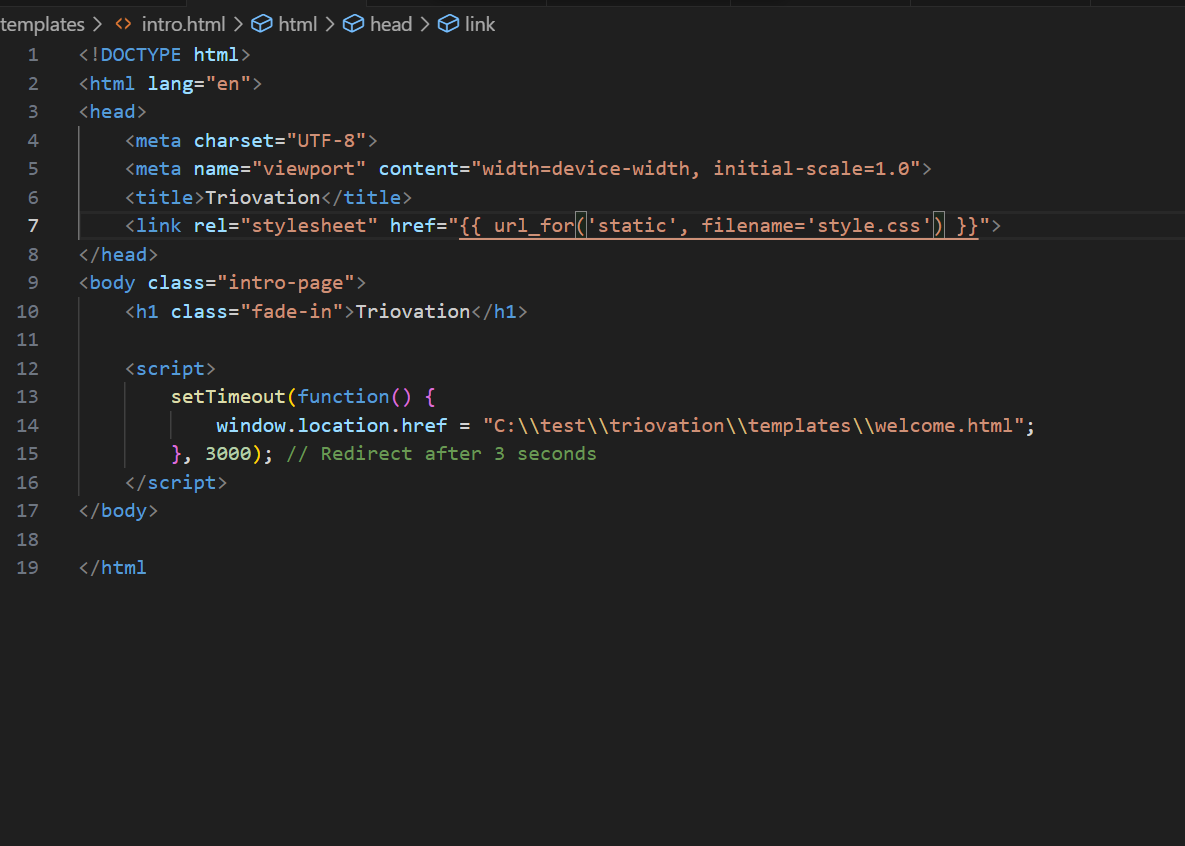 templates > <> intro.html > html > head > link
1 <!DOCTYPE html>
2 <html lang="en">
3 <head>
4     <meta charset="UTF-8">
5     <meta name="viewport" content="width=device-width, initial-scale=1.0">
6     <title>Triovation</title>
7     <link rel="stylesheet" href="{{ url_for('static', filename='style.css') }}">
8 </head>
9 <body class="intro-page">
10     <h1 class="fade-in">Triovation</h1>
11
12     <script>
13         setTimeout(function() {
14             window.location.href = "C:\\test\\triovation\\templates\\welcome.html";
15         }, 3000); // Redirect after 3 seconds
16     </script>
17 </body>
18
19 </html